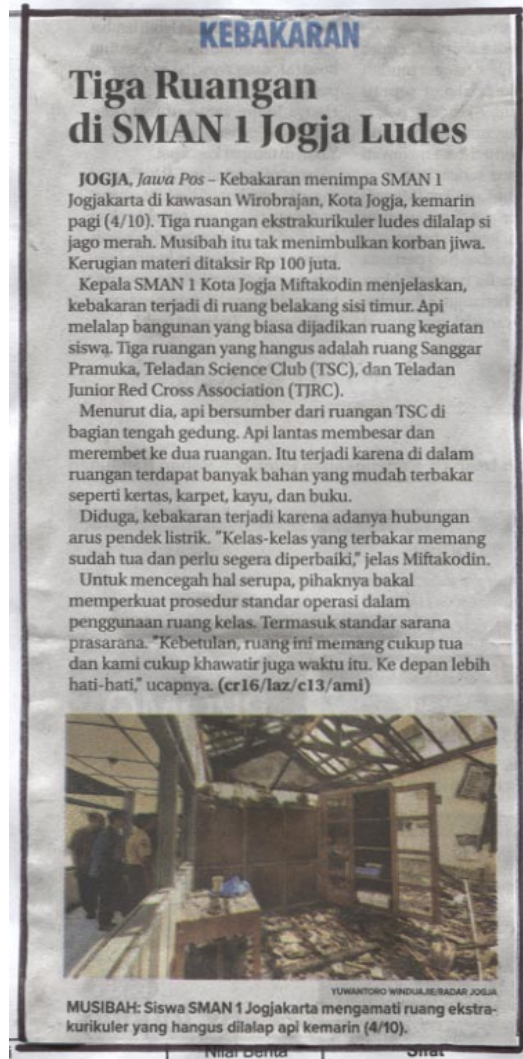 KEBAKARAN
Tiga Ruangan
di SMAN 1 Jogja Ludes
JOGJA, Jawa Pos – Kebakaran menimpa SMAN 1
Jogjakarta di kawasan Wirobrajan, Kota Jogja, kemarin
pagi (4/10). Tiga ruangan ekstrakurikuler ludes dilalap si
jago merah. Musibah itu tak menimbulkan korban jiwa.
Kerugian materi ditaksir Rp 100 juta.
Kepala SMAN 1 Kota Jogja Miftakodin menjelaskan,
kebakaran terjadi di ruang belakang sisi timur. Api
melalap bangunan yang biasa dijadikan ruang kegiatan
siswa. Tiga ruangan yang hangus adalah ruang Sanggar
Pramuka, Teladan Science Club (TSC), dan Teladan
Junior Red Cross Association (TJRC).
Menurut dia, api bersumber dari ruangan TSC di
bagian tengah gedung. Api lantas membesar dan
merembet ke dua ruangan. Itu terjadi karena di dalam
ruangan terdapat banyak bahan yang mudah terbakar
seperti kertas, karpet, kayu, dan buku.
Diduga, kebakaran terjadi karena adanya hubungan
arus pendek listrik. "Kelas-kelas yang terbakar memang
sudah tua dan perlu segera diperbaiki," jelas Miftakodin.
Untuk mencegah hal serupa, pihaknya bakal
memperkuat prosedur standar operasi dalam
penggunaan ruang kelas. Termasuk standar sarana
prasarana. "Kebetulan, ruang ini memang cukup tua
dan kami cukup khawatir juga waktu itu. Ke depan lebih
hati-hati," ucapnya. (cr16/laz/c13/ami)
YUWANTORO WINDUAJIE/RADAR JOGJA
MUSIBAH: Siswa SMAN 1 Jogjakarta mengamati ruang ekstra-
kurikuler yang hangus dilalap api kemarin (4/10).
Nilai Berita
Sifat